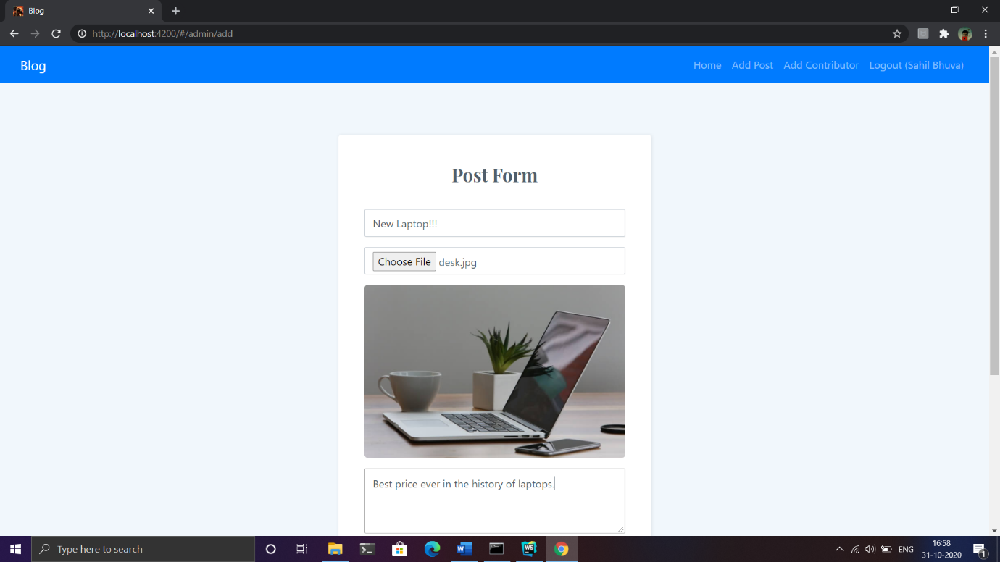 Blog
http://localhost:4200/#/admin/add
Blog
Home Add Post Add Contributor Logout (Sahil Bhuva)
Post Form
New Laptop!!!
Choose File desk.jpg
Best price ever in the history of laptops.
Type here to search
W
WS
ENG
16:58
31-10-2020
1